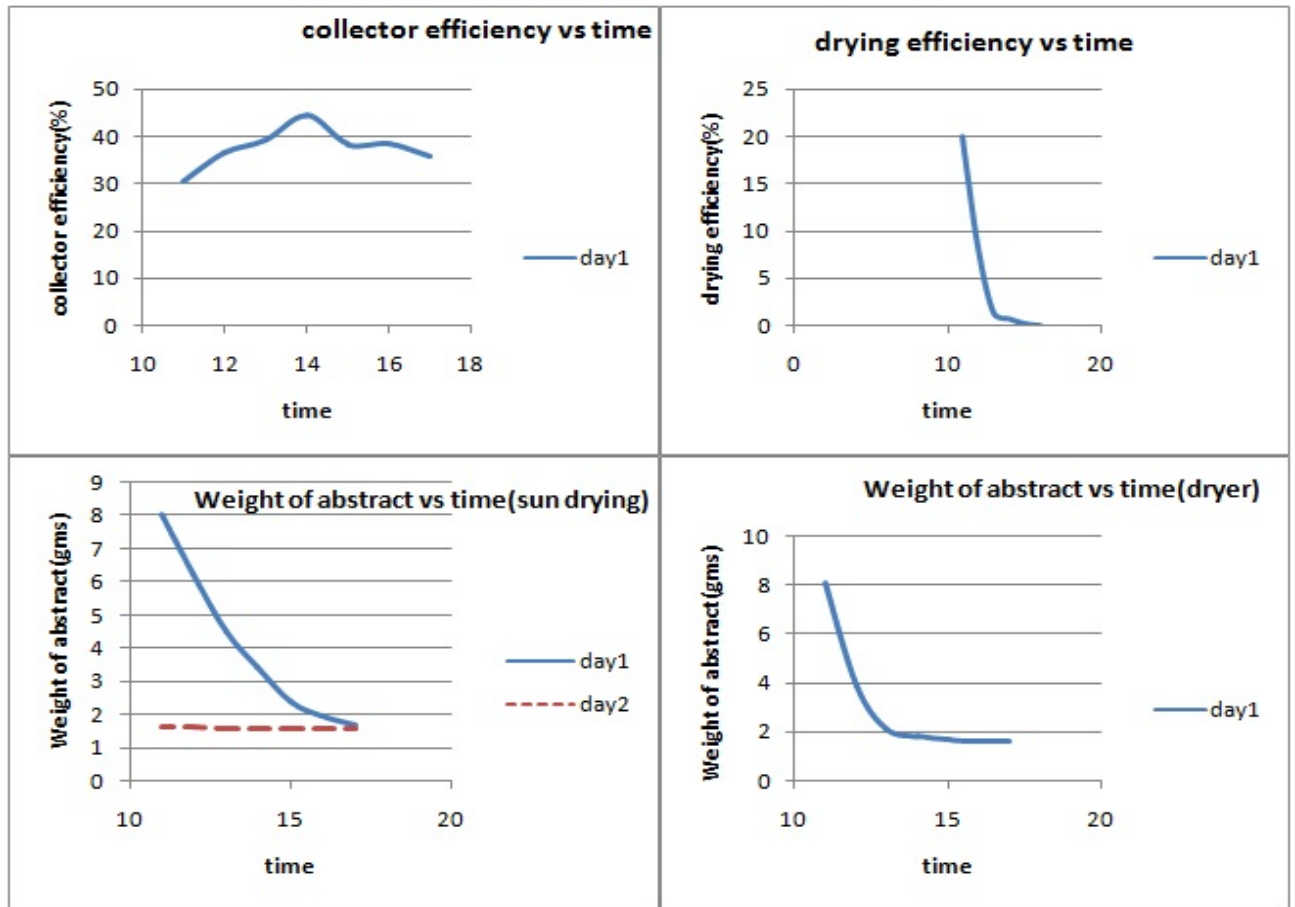 collector efficiency vs time
collector efficiency(%)
50
40
30
20
10
0
10 12 14 16 18
time
day1
drying efficiency vs time
drying efficiency(%)
25
20
15
10
5
0
0 10 20
time
day1
Weight of abstract vs time(sun drying)
Weight of abstract(gms)
9
8
7
6
5
4
3
2
1
0
10 15 20
time
day1
day2
Weight of abstract vs time(dryer)
Weight of abstract(gms)
10
8
6
4
2
0
10 15 20
time
day1